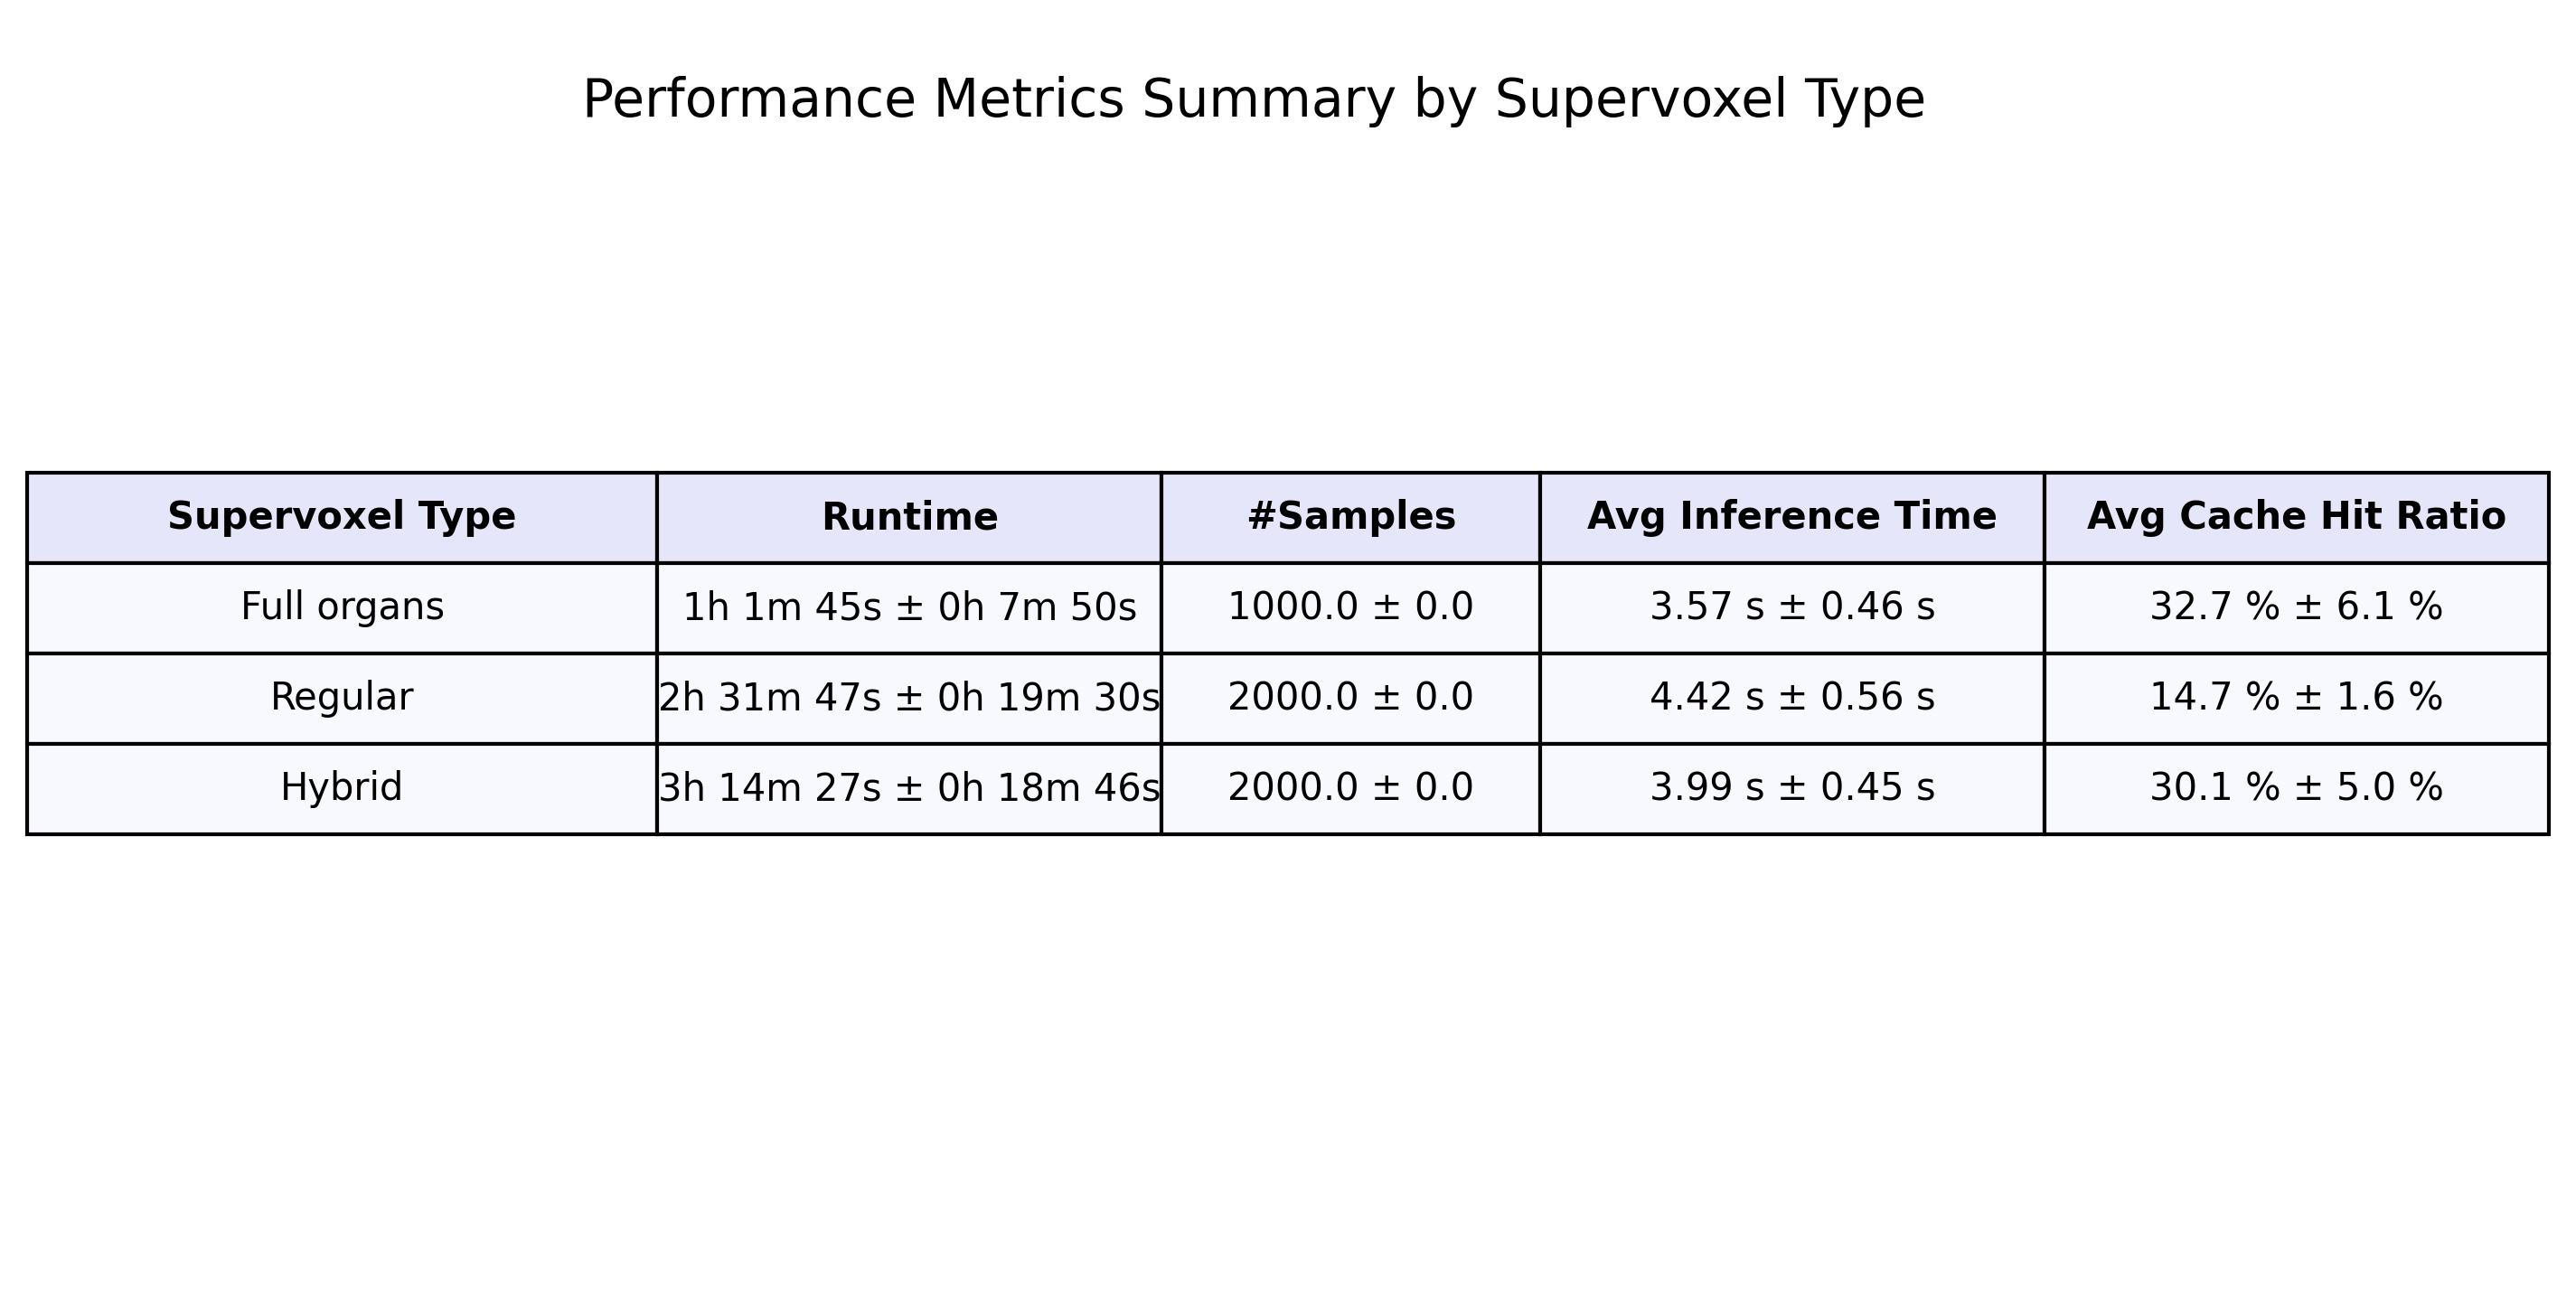 Performance Metrics Summary by Supervoxel Type
Supervoxel Type Runtime #Samples Avg Inference Time Avg Cache Hit Ratio
Full organs 1h 1m 45s ± 0h 7m 50s 1000.0 ± 0.0 3.57 s ± 0.46 s 32.7 % ± 6.1 %
Regular 2h 31m 47s ± 0h 19m 30s 2000.0 ± 0.0 4.42 s ± 0.56 s 14.7 % ± 1.6 %
Hybrid 3h 14m 27s ± 0h 18m 46s 2000.0 ± 0.0 3.99 s ± 0.45 s 30.1 % ± 5.0 %